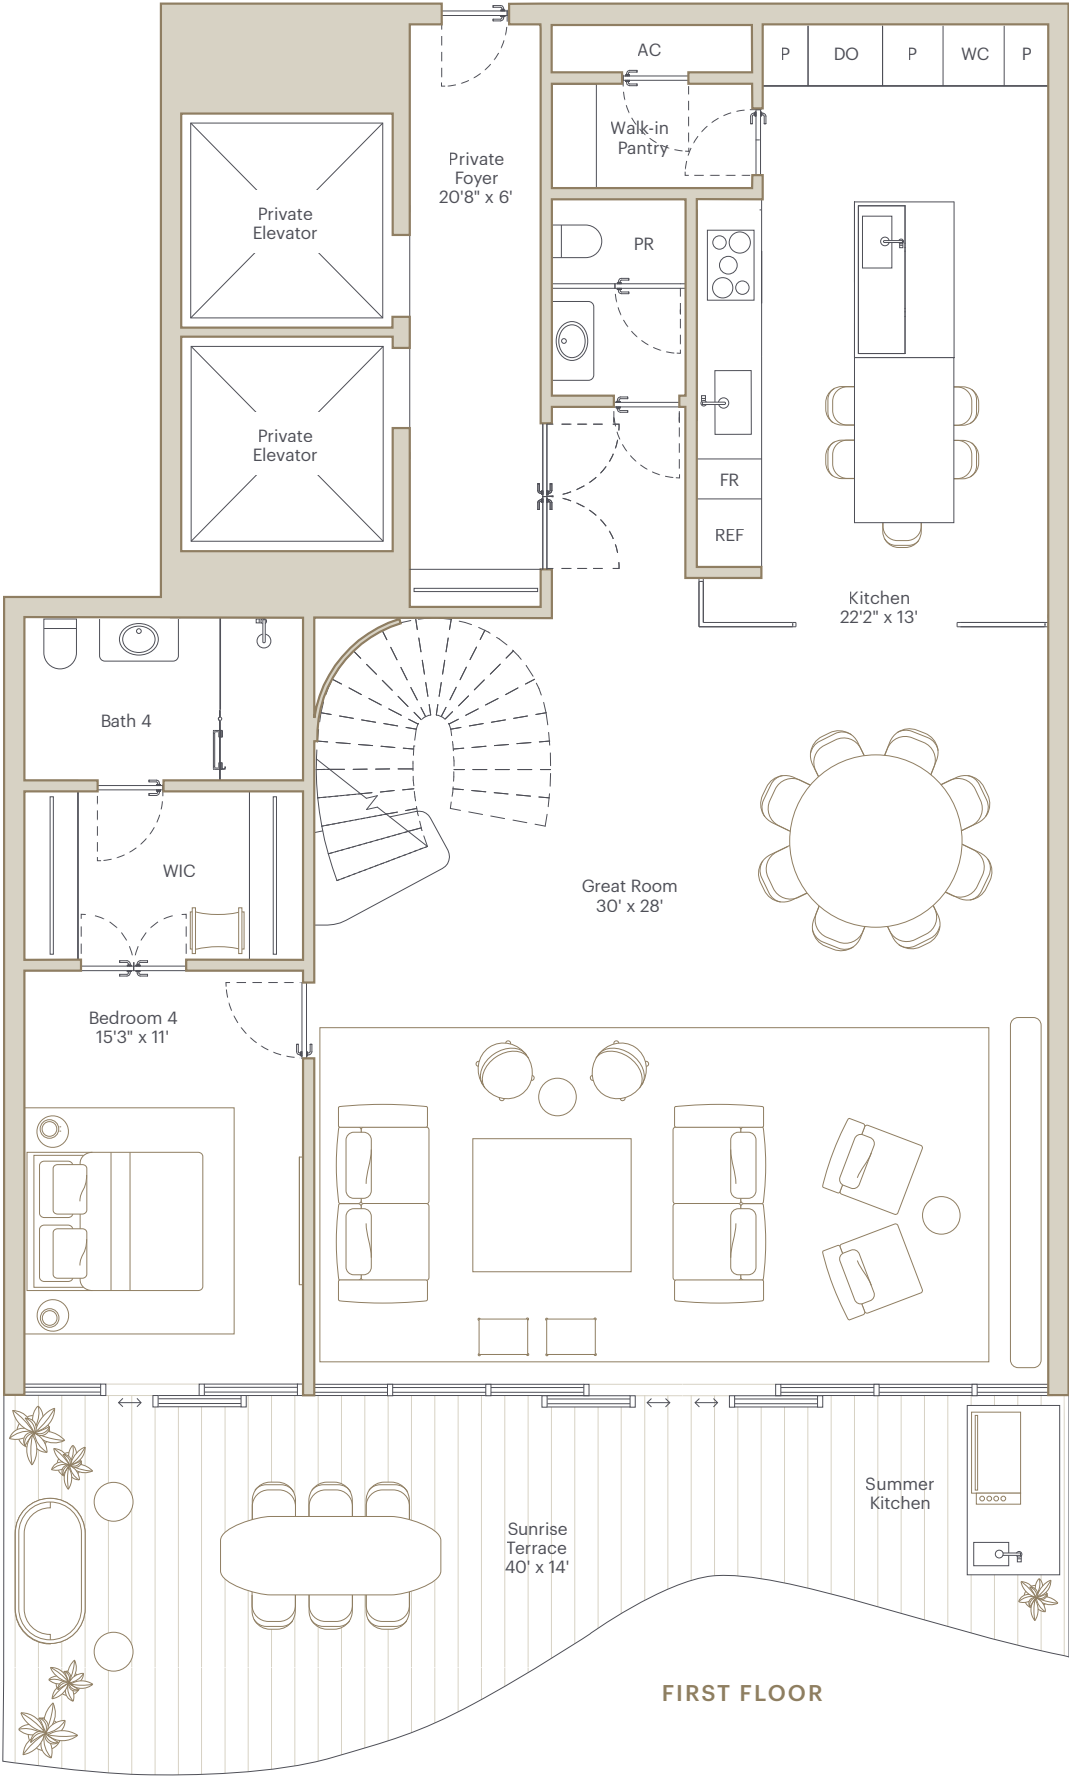 AC
P
DO
P
WC
P
Walk-in
Pantry
Private
Foyer
20'8" x 6'
Private
Elevator
PR
Private
Elevator
FR
REF
Kitchen
22'2" x 13'
Bath 4
WIC
Great Room
30' x 28'
Bedroom 4
15'3" x 11'
Summer
Kitchen
Sunrise
Terrace
40' x 14'
FIRST FLOOR